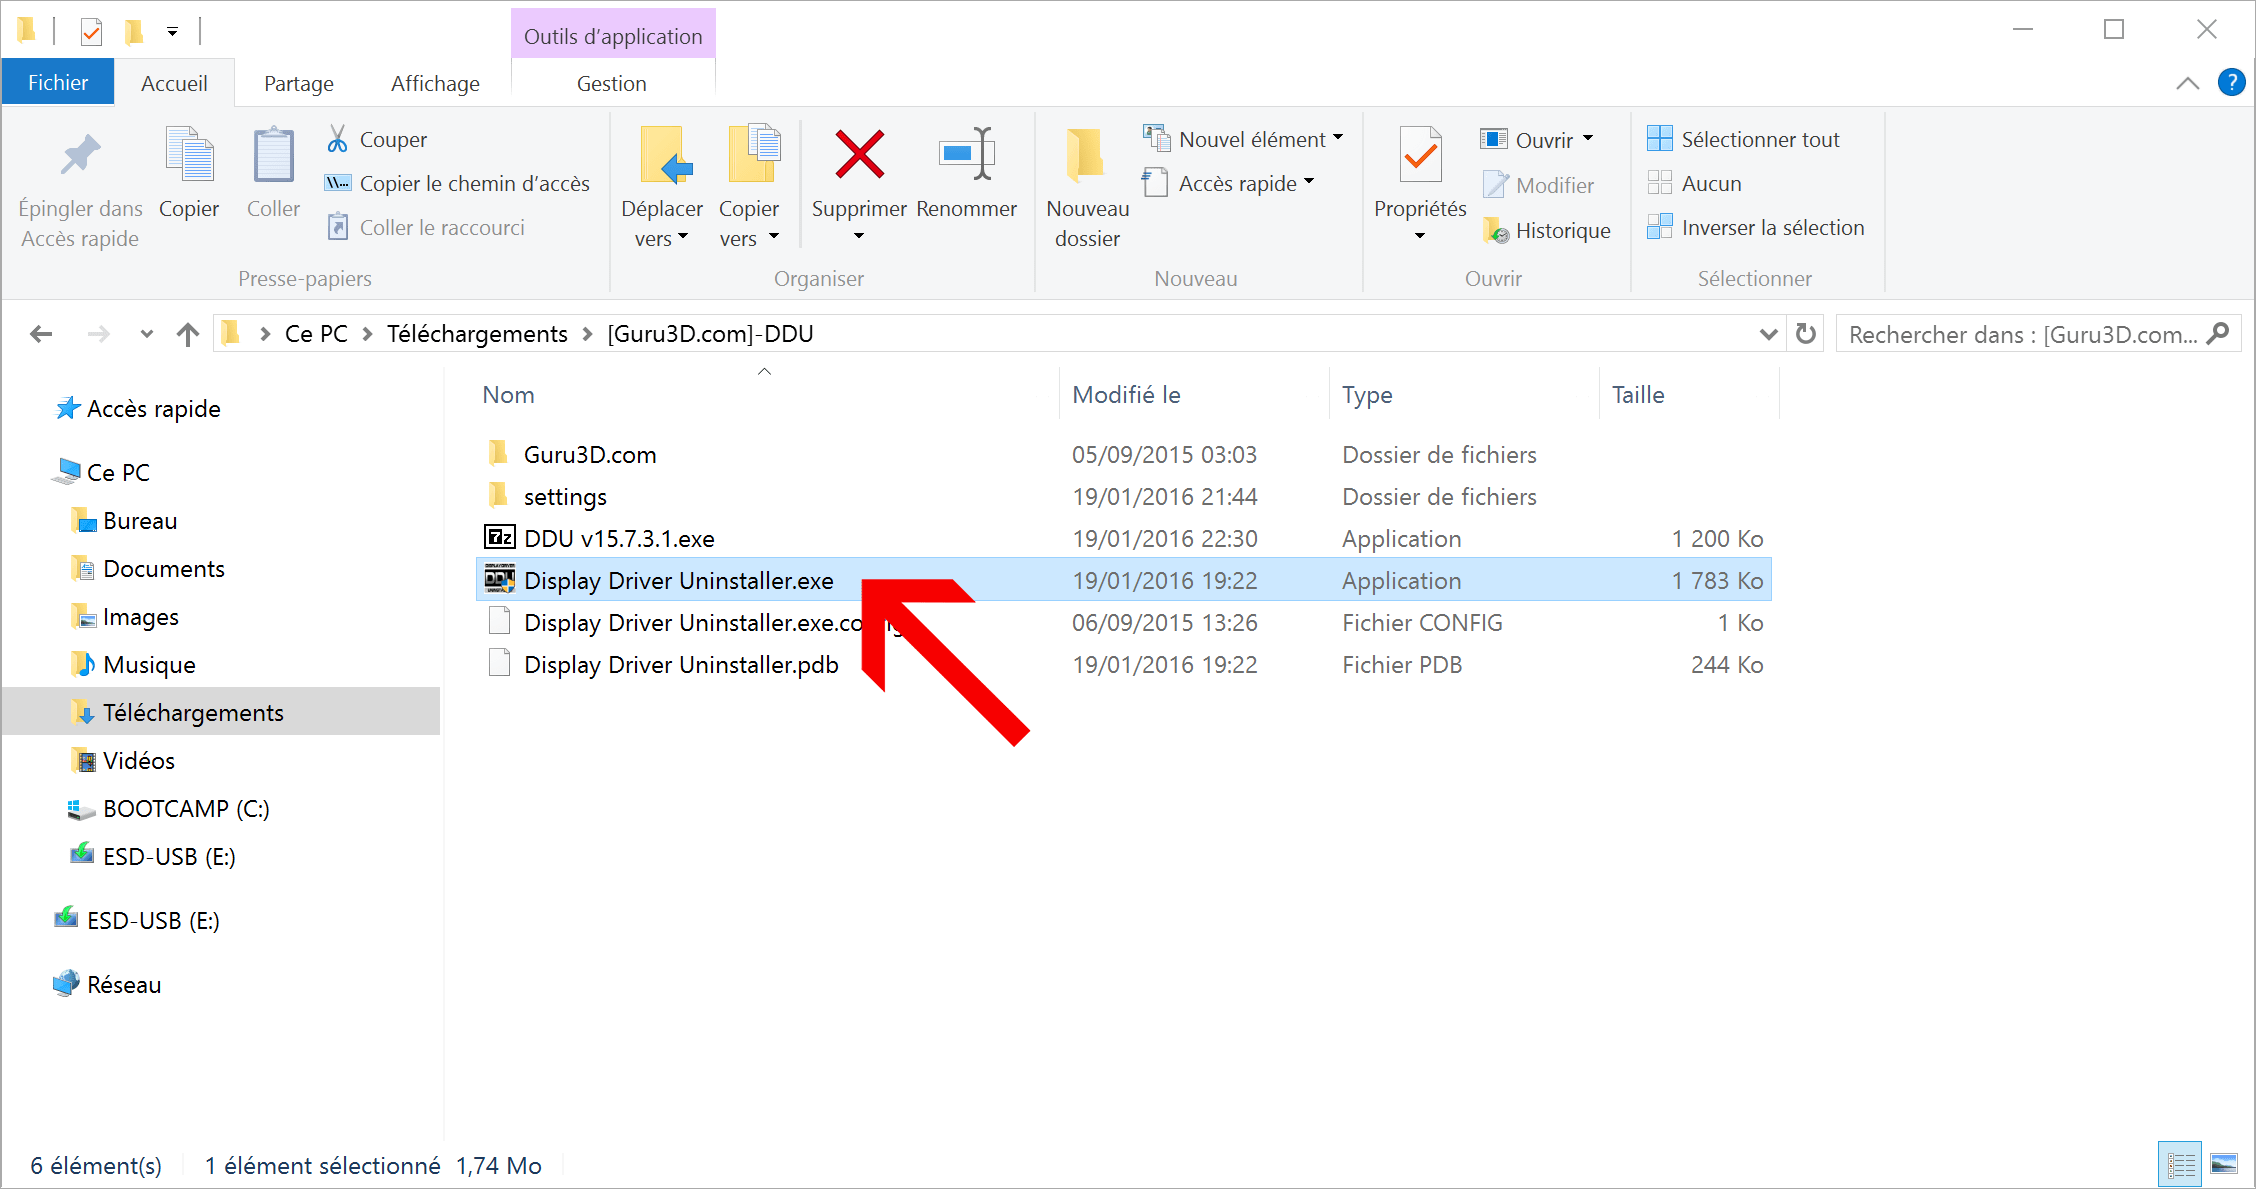 Outils d'application
Fichier
Accueil
Partage
Affichage
Gestion
Épingler dans
Accès rapide
Copier
Coller
Couper
Copier le chemin d'accès
Coller le raccourci
Presse-papiers
Déplacer
vers
Copier
vers
Supprimer
Renommer
Organiser
Nouveau
dossier
Nouvel élément
Accès rapide
Nouveau
Propriétés
Ouvrir
Modifier
Historique
Ouvrir
Sélectionner tout
Aucun
Inverser la sélection
Sélectionner
Ce PC > Téléchargements > [Guru3D.com]-DDU
Rechercher dans : [Guru3D.com...
Accès rapide
Ce PC
Bureau
Documents
Images
Musique
Téléchargements
Vidéos
BOOTCAMP (C:)
ESD-USB (E:)
ESD-USB (E:)
Réseau
Nom Modifié le Type Taille
Guru3D.com 05/09/2015 03:03 Dossier de fichiers
settings 19/01/2016 21:44 Dossier de fichiers
DDU v15.7.3.1.exe 19/01/2016 22:30 Application 1 200 Ko
Display Driver Uninstaller.exe 19/01/2016 19:22 Application 1 783 Ko
Display Driver Uninstaller.exe.config 06/09/2015 13:26 Fichier CONFIG 1 Ko
Display Driver Uninstaller.pdb 19/01/2016 19:22 Fichier PDB 244 Ko
6 élément(s) 1 élément sélectionné 1,74 Mo